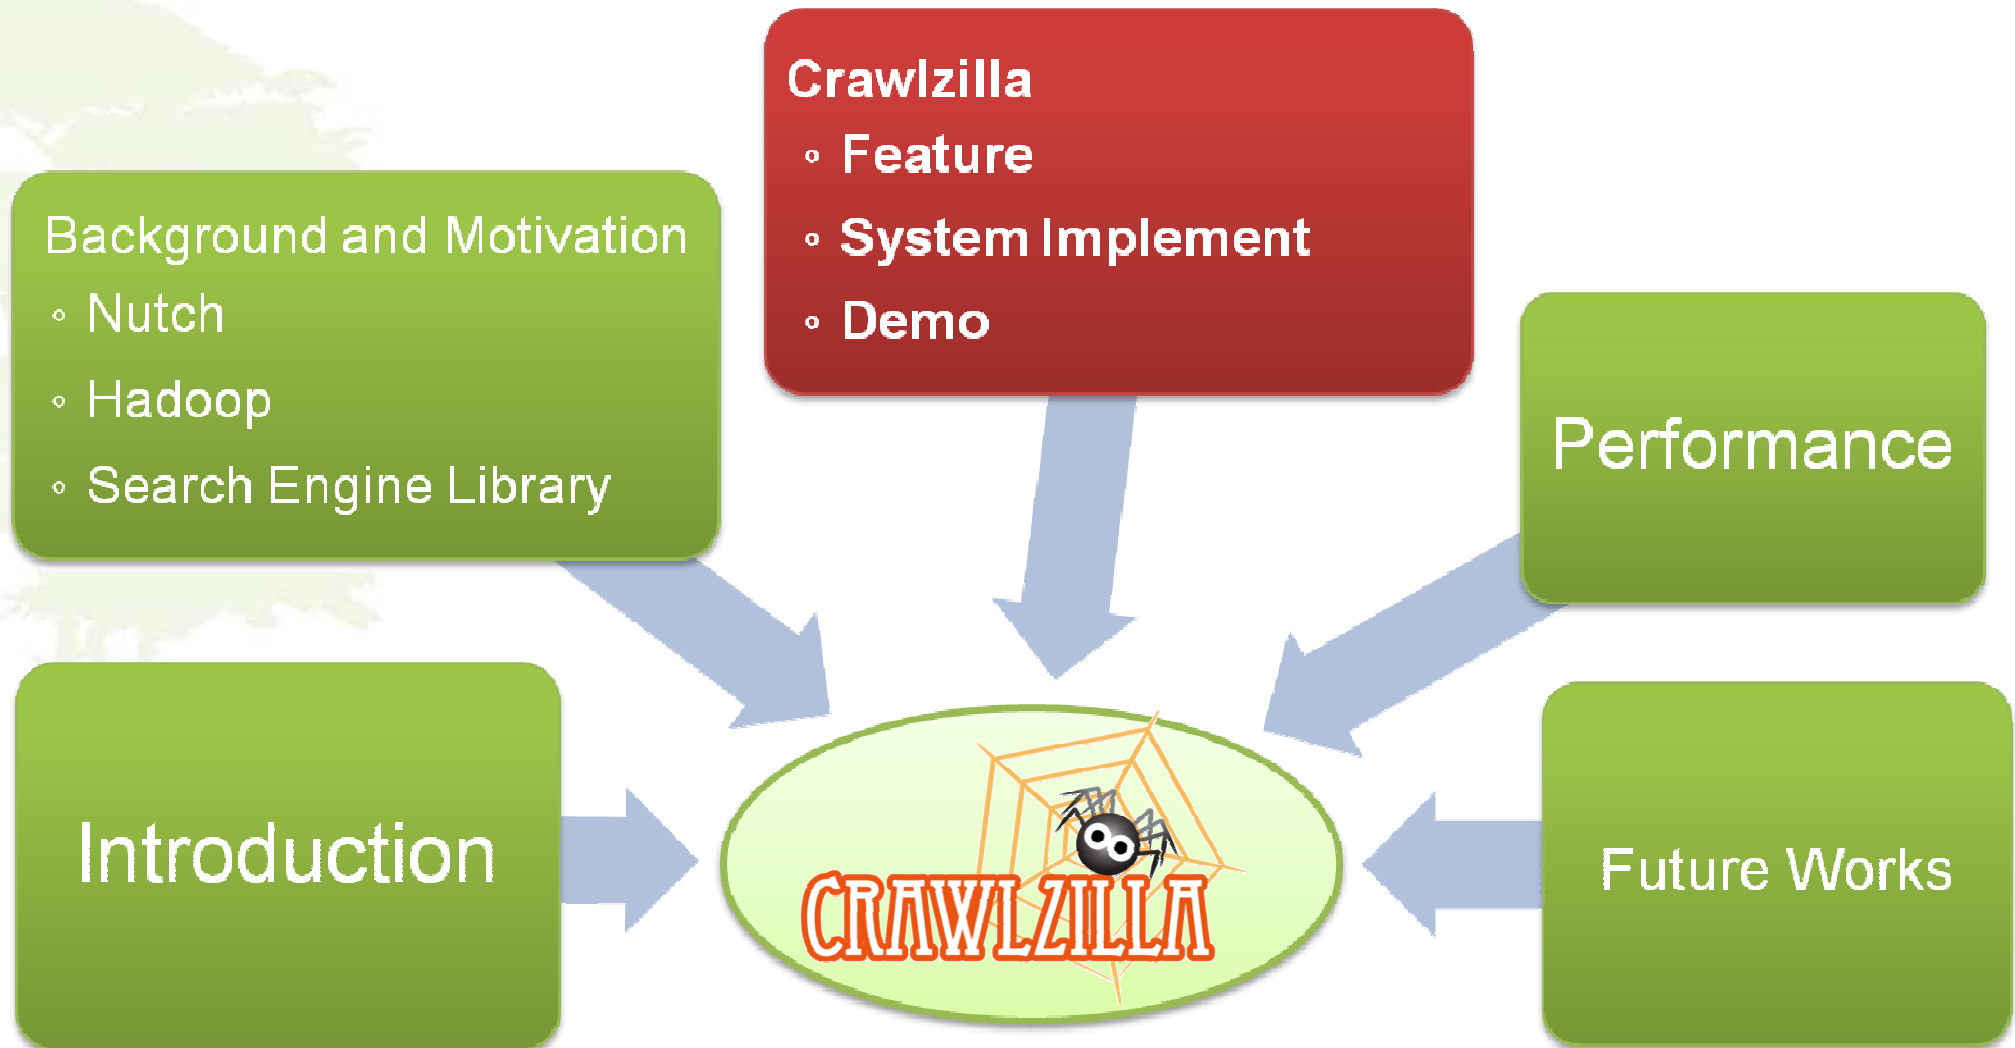 Crawlzilla
◦ Feature
◦ System Implement
◦ Demo
Background and Motivation
◦ Nutch
◦ Hadoop
◦ Search Engine Library
Performance
Introduction
Future Works
CRAWLZILLA